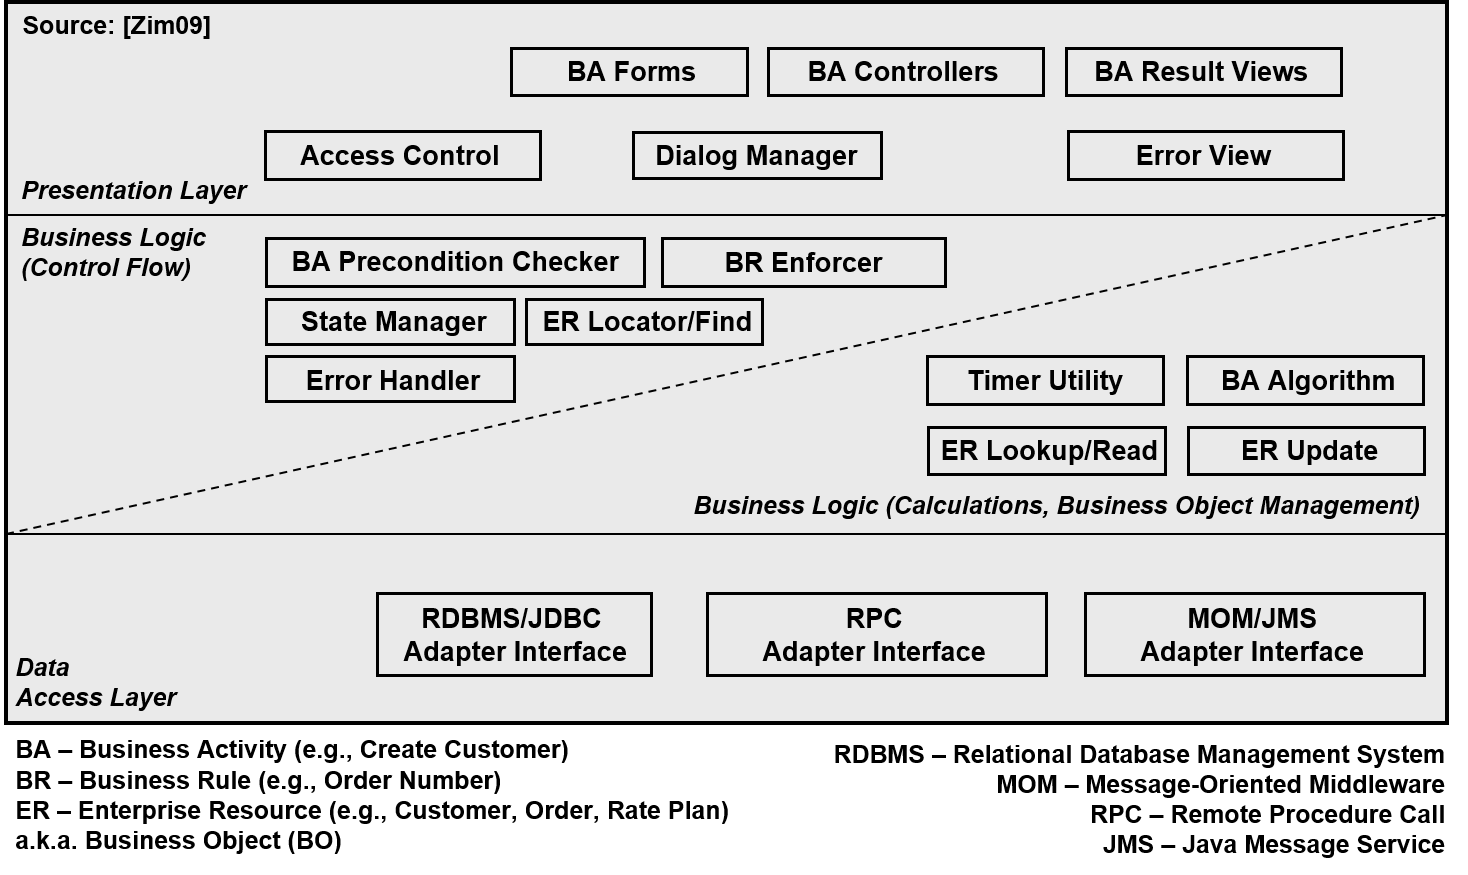 Source: [Zim09]
BA Forms
BA Controllers
BA Result Views
Access Control
Dialog Manager
Error View
Presentation Layer
Business Logic
(Control Flow)
BA Precondition Checker
BR Enforcer
State Manager
ER Locator/Find
Error Handler
Timer Utility
BA Algorithm
ER Lookup/Read
ER Update
Business Logic (Calculations, Business Object Management)
RDBMS/JDBC
Adapter Interface
RPC
Adapter Interface
MOM/JMS
Adapter Interface
Data
Access Layer
BA – Business Activity (e.g., Create Customer)
BR – Business Rule (e.g., Order Number)
ER – Enterprise Resource (e.g., Customer, Order, Rate Plan)
a.k.a. Business Object (BO)
RDBMS – Relational Database Management System
MOM – Message-Oriented Middleware
RPC – Remote Procedure Call
JMS – Java Message Service